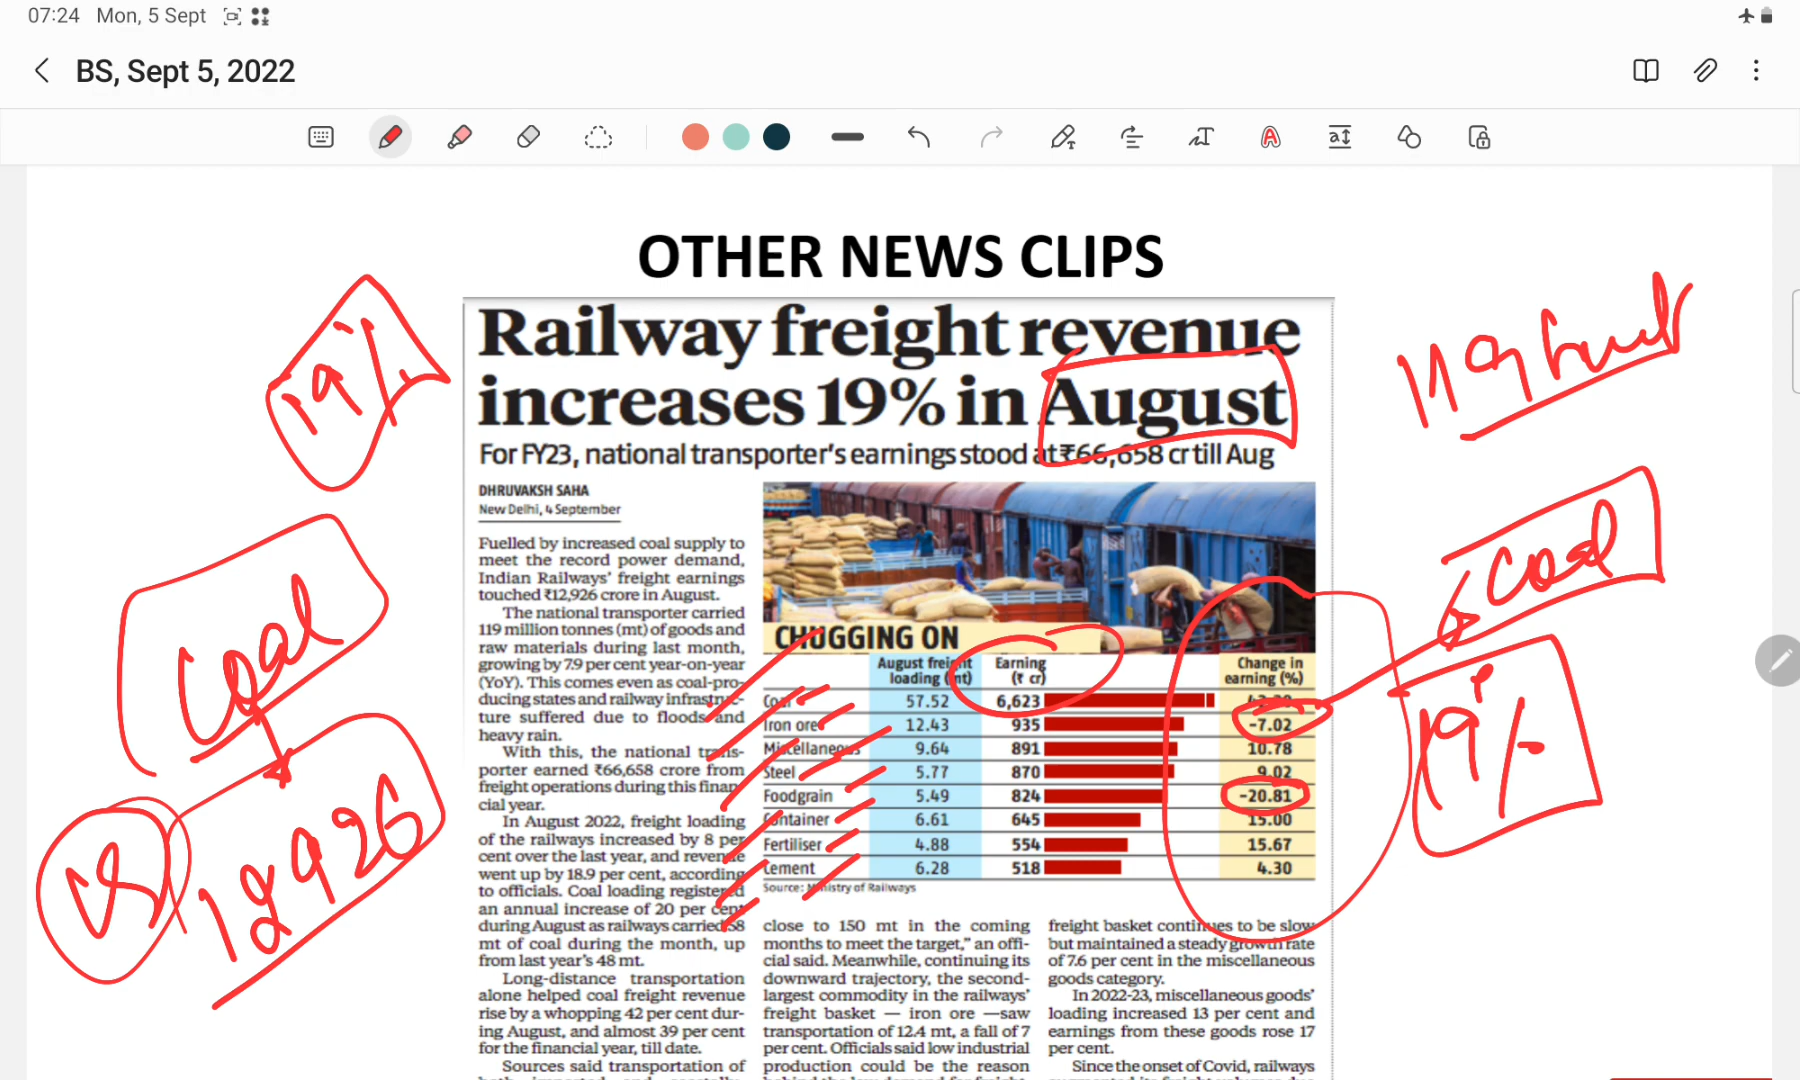 07:24 Mon, 5 Sept
BS, Sept 5, 2022
OTHER NEWS CLIPS
Railway freight revenue
increases 19% in August
For FY23, national transporter's earnings stood at ₹66,658 cr till Aug
DHRUVAKSH SAHA
New Delhi, 4 September
Fuelled by increased coal supply to
meet the record power demand,
Indian Railways' freight earnings
touched ₹12,926 crore in August.
The national transporter carried
119 million tonnes (mt) of goods and
raw materials during last month,
growing by 7.9 per cent year-on-year
(YoY). This comes even as coal-pro-
ducing states and railway infrastruc-
ture suffered due to floods and
heavy rain.
With this, the national trans-
porter earned ₹66,658 crore from
freight operations during this finan-
cial year.
In August 2022, freight loading
of the railways increased by 8 per
cent over the last year, and revenue
went up by 18.9 per cent, according
to officials. Coal loading registered
an annual increase of 20 per cent
during August as railways carried 58
mt of coal during the month, up
from last year's 48 mt.
Long-distance transportation
alone helped coal freight revenue
rise by a whopping 42 per cent dur-
ing August, and almost 39 per cent
for the financial year, till date.
Sources said transportation of
CHUGGING ON
August freight loading (mt) Earning (₹ cr) Change in earning (%)
Coal 57.52 6,623
Iron ore 12.43 935 -7.02
Miscellaneous 9.64 891 10.78
Steel 5.77 870 9.02
Foodgrain 5.49 824 -20.81
Container 6.61 645 15.00
Fertiliser 4.88 554 15.67
Cement 6.28 518 4.30
Source: Ministry of Railways
close to 150 mt in the coming
months to meet the target," an offi-
cial said. Meanwhile, continuing its
downward trajectory, the second-
largest commodity in the railways'
freight basket — iron ore —saw
transportation of 12.4 mt, a fall of 7
per cent. Officials said low industrial
production could be the reason
freight basket continues to be slow
but maintained a steady growth rate
of 7.6 per cent in the miscellaneous
goods category.
In 2022-23, miscellaneous goods'
loading increased 13 per cent and
earnings from these goods rose 17
per cent.
Since the onset of Covid, railways
19%
Coal
12926
Coal
19%